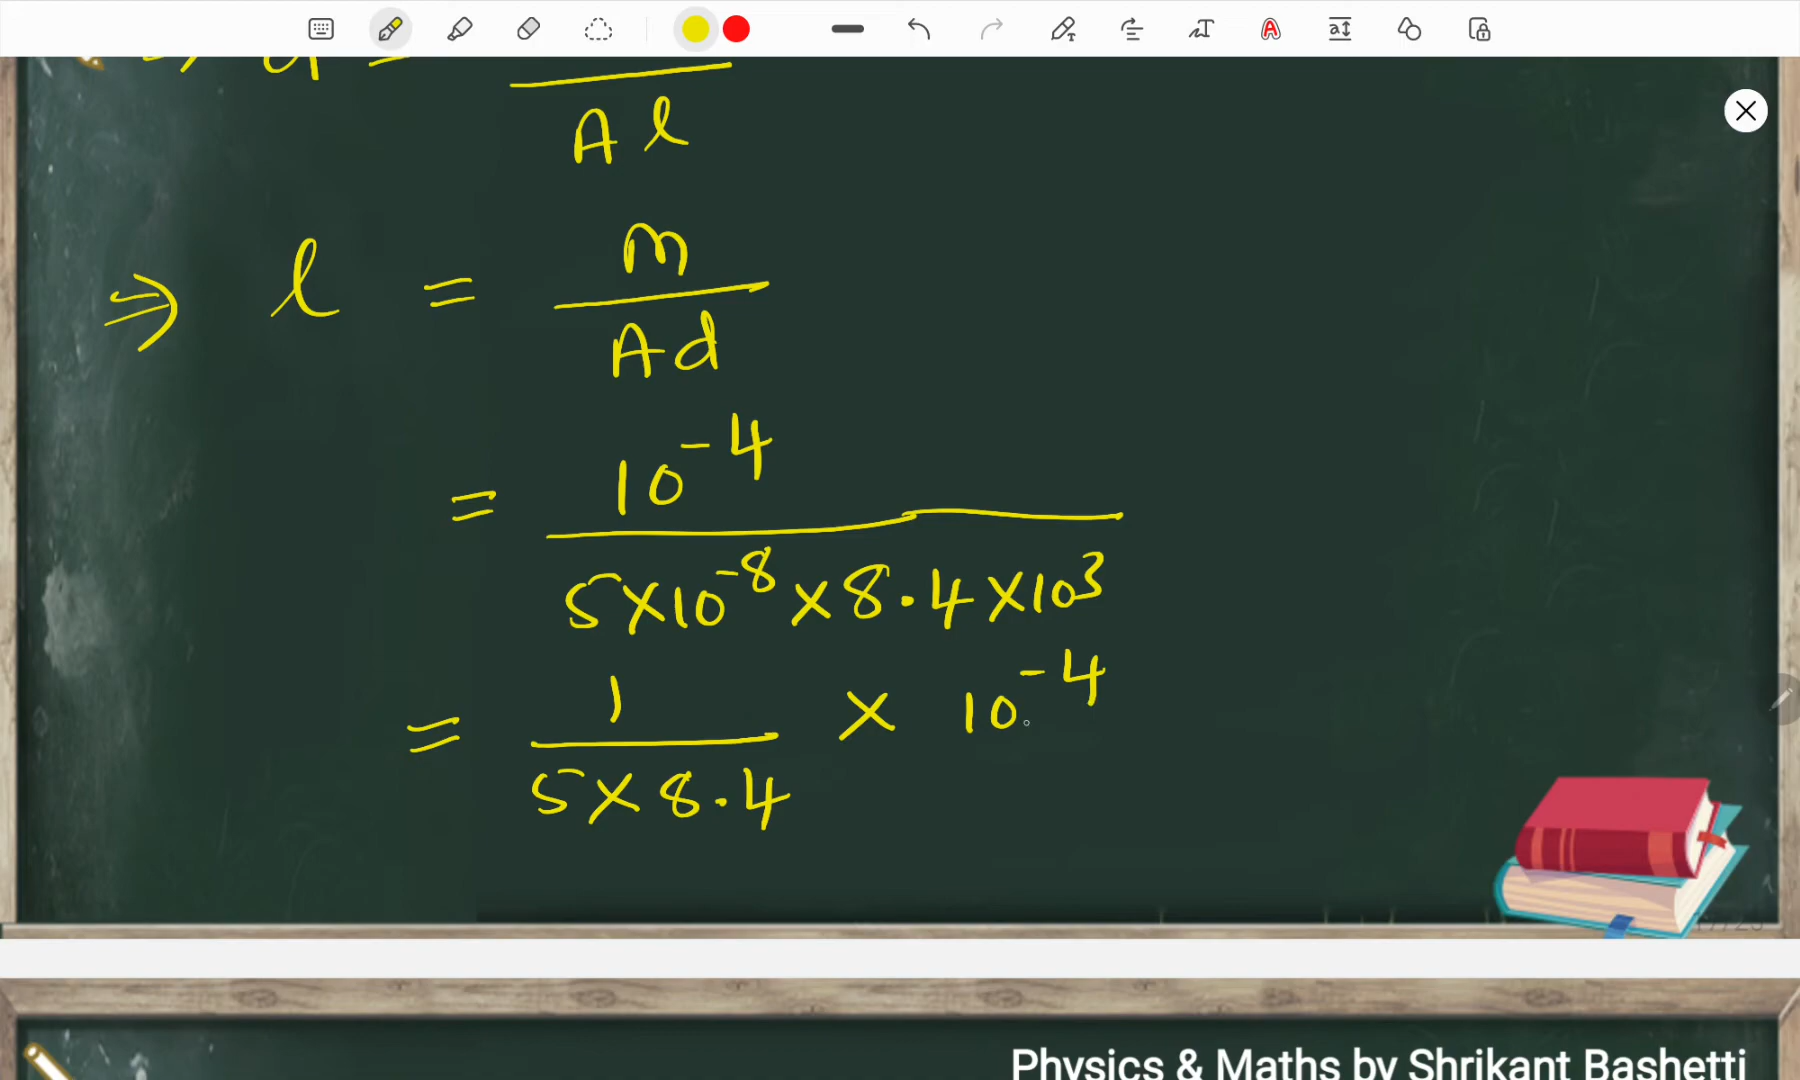 A l
⇒ l = m / A d
= 10⁻⁴ / 5×10⁻⁸×8.4×10³
= 1 / 5×8.4 × 10⁻⁴
Physics & Maths by Shrikant Bashetti